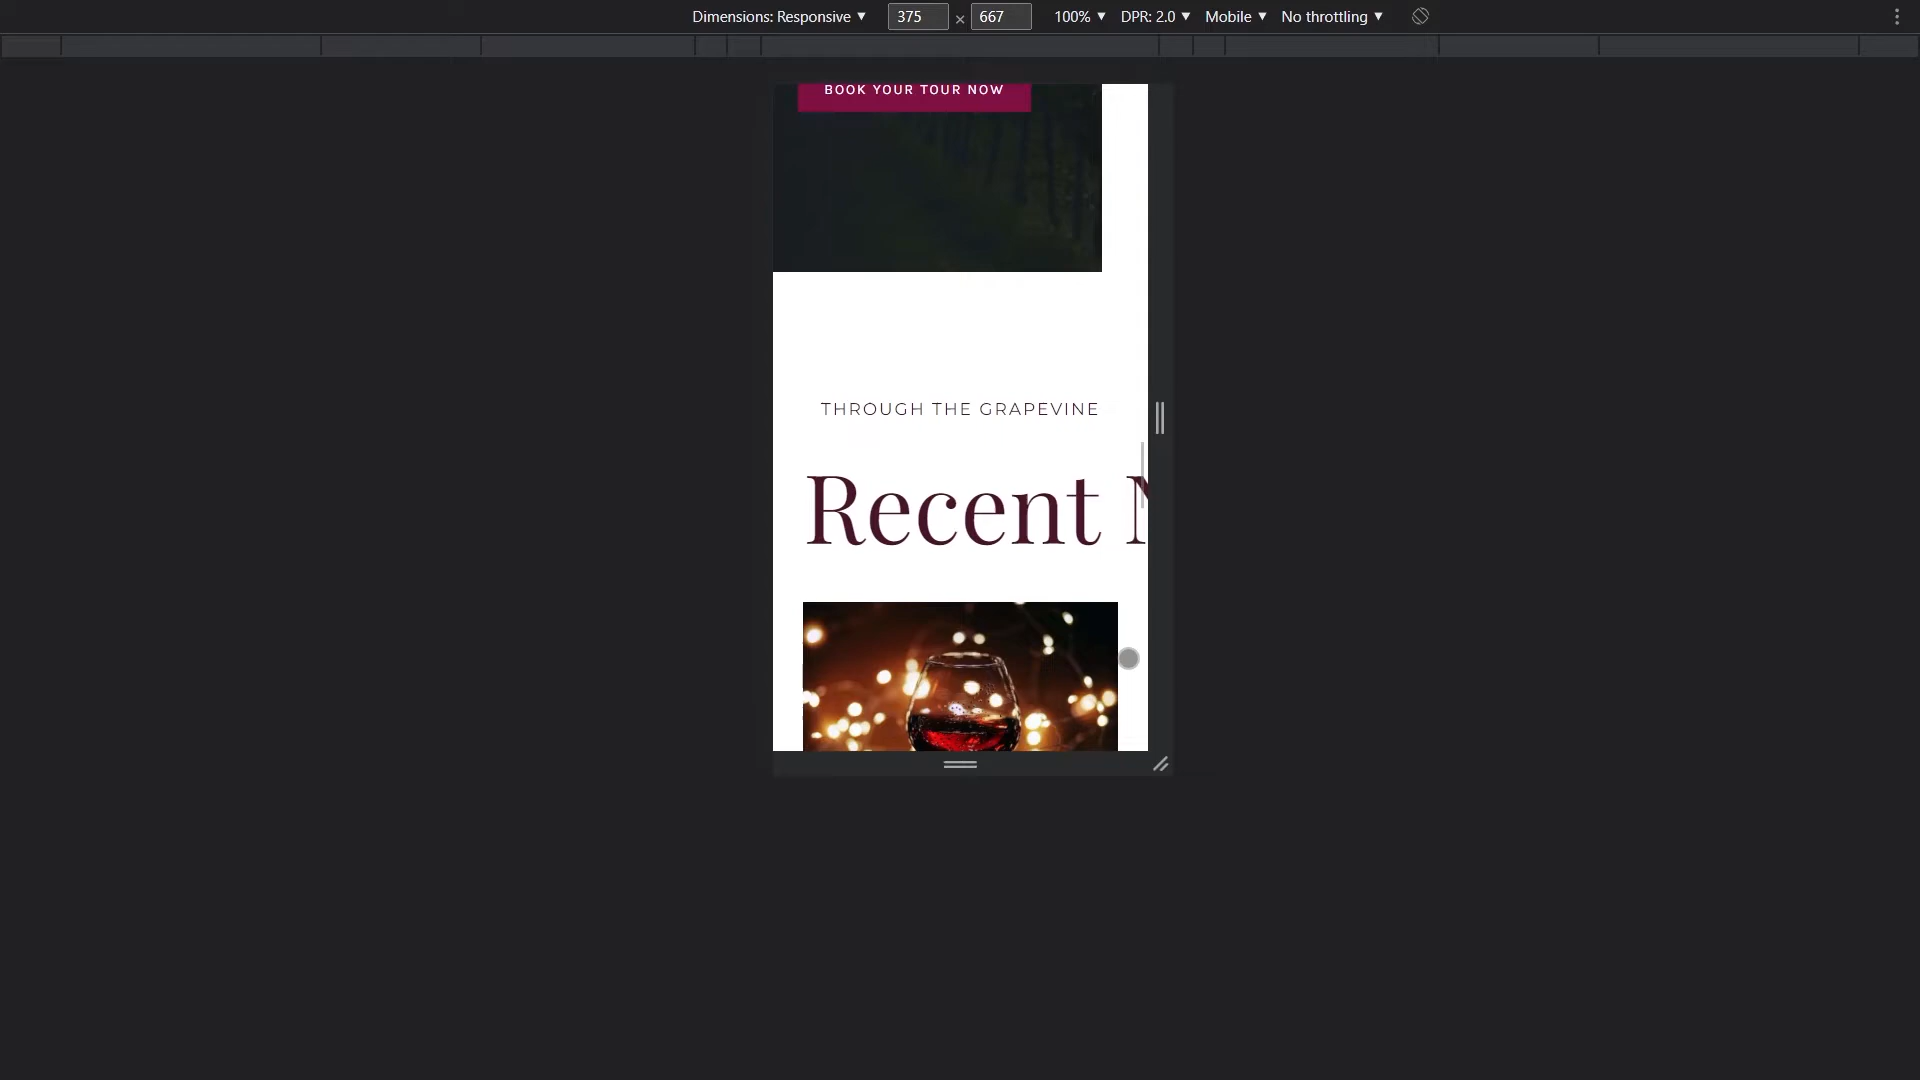 Dimensions: Responsive ▼ 375 × 667 100% ▼ DPR: 2.0 ▼ Mobile ▼ No throttling ▼
BOOK YOUR TOUR NOW
THROUGH THE GRAPEVINE
Recent